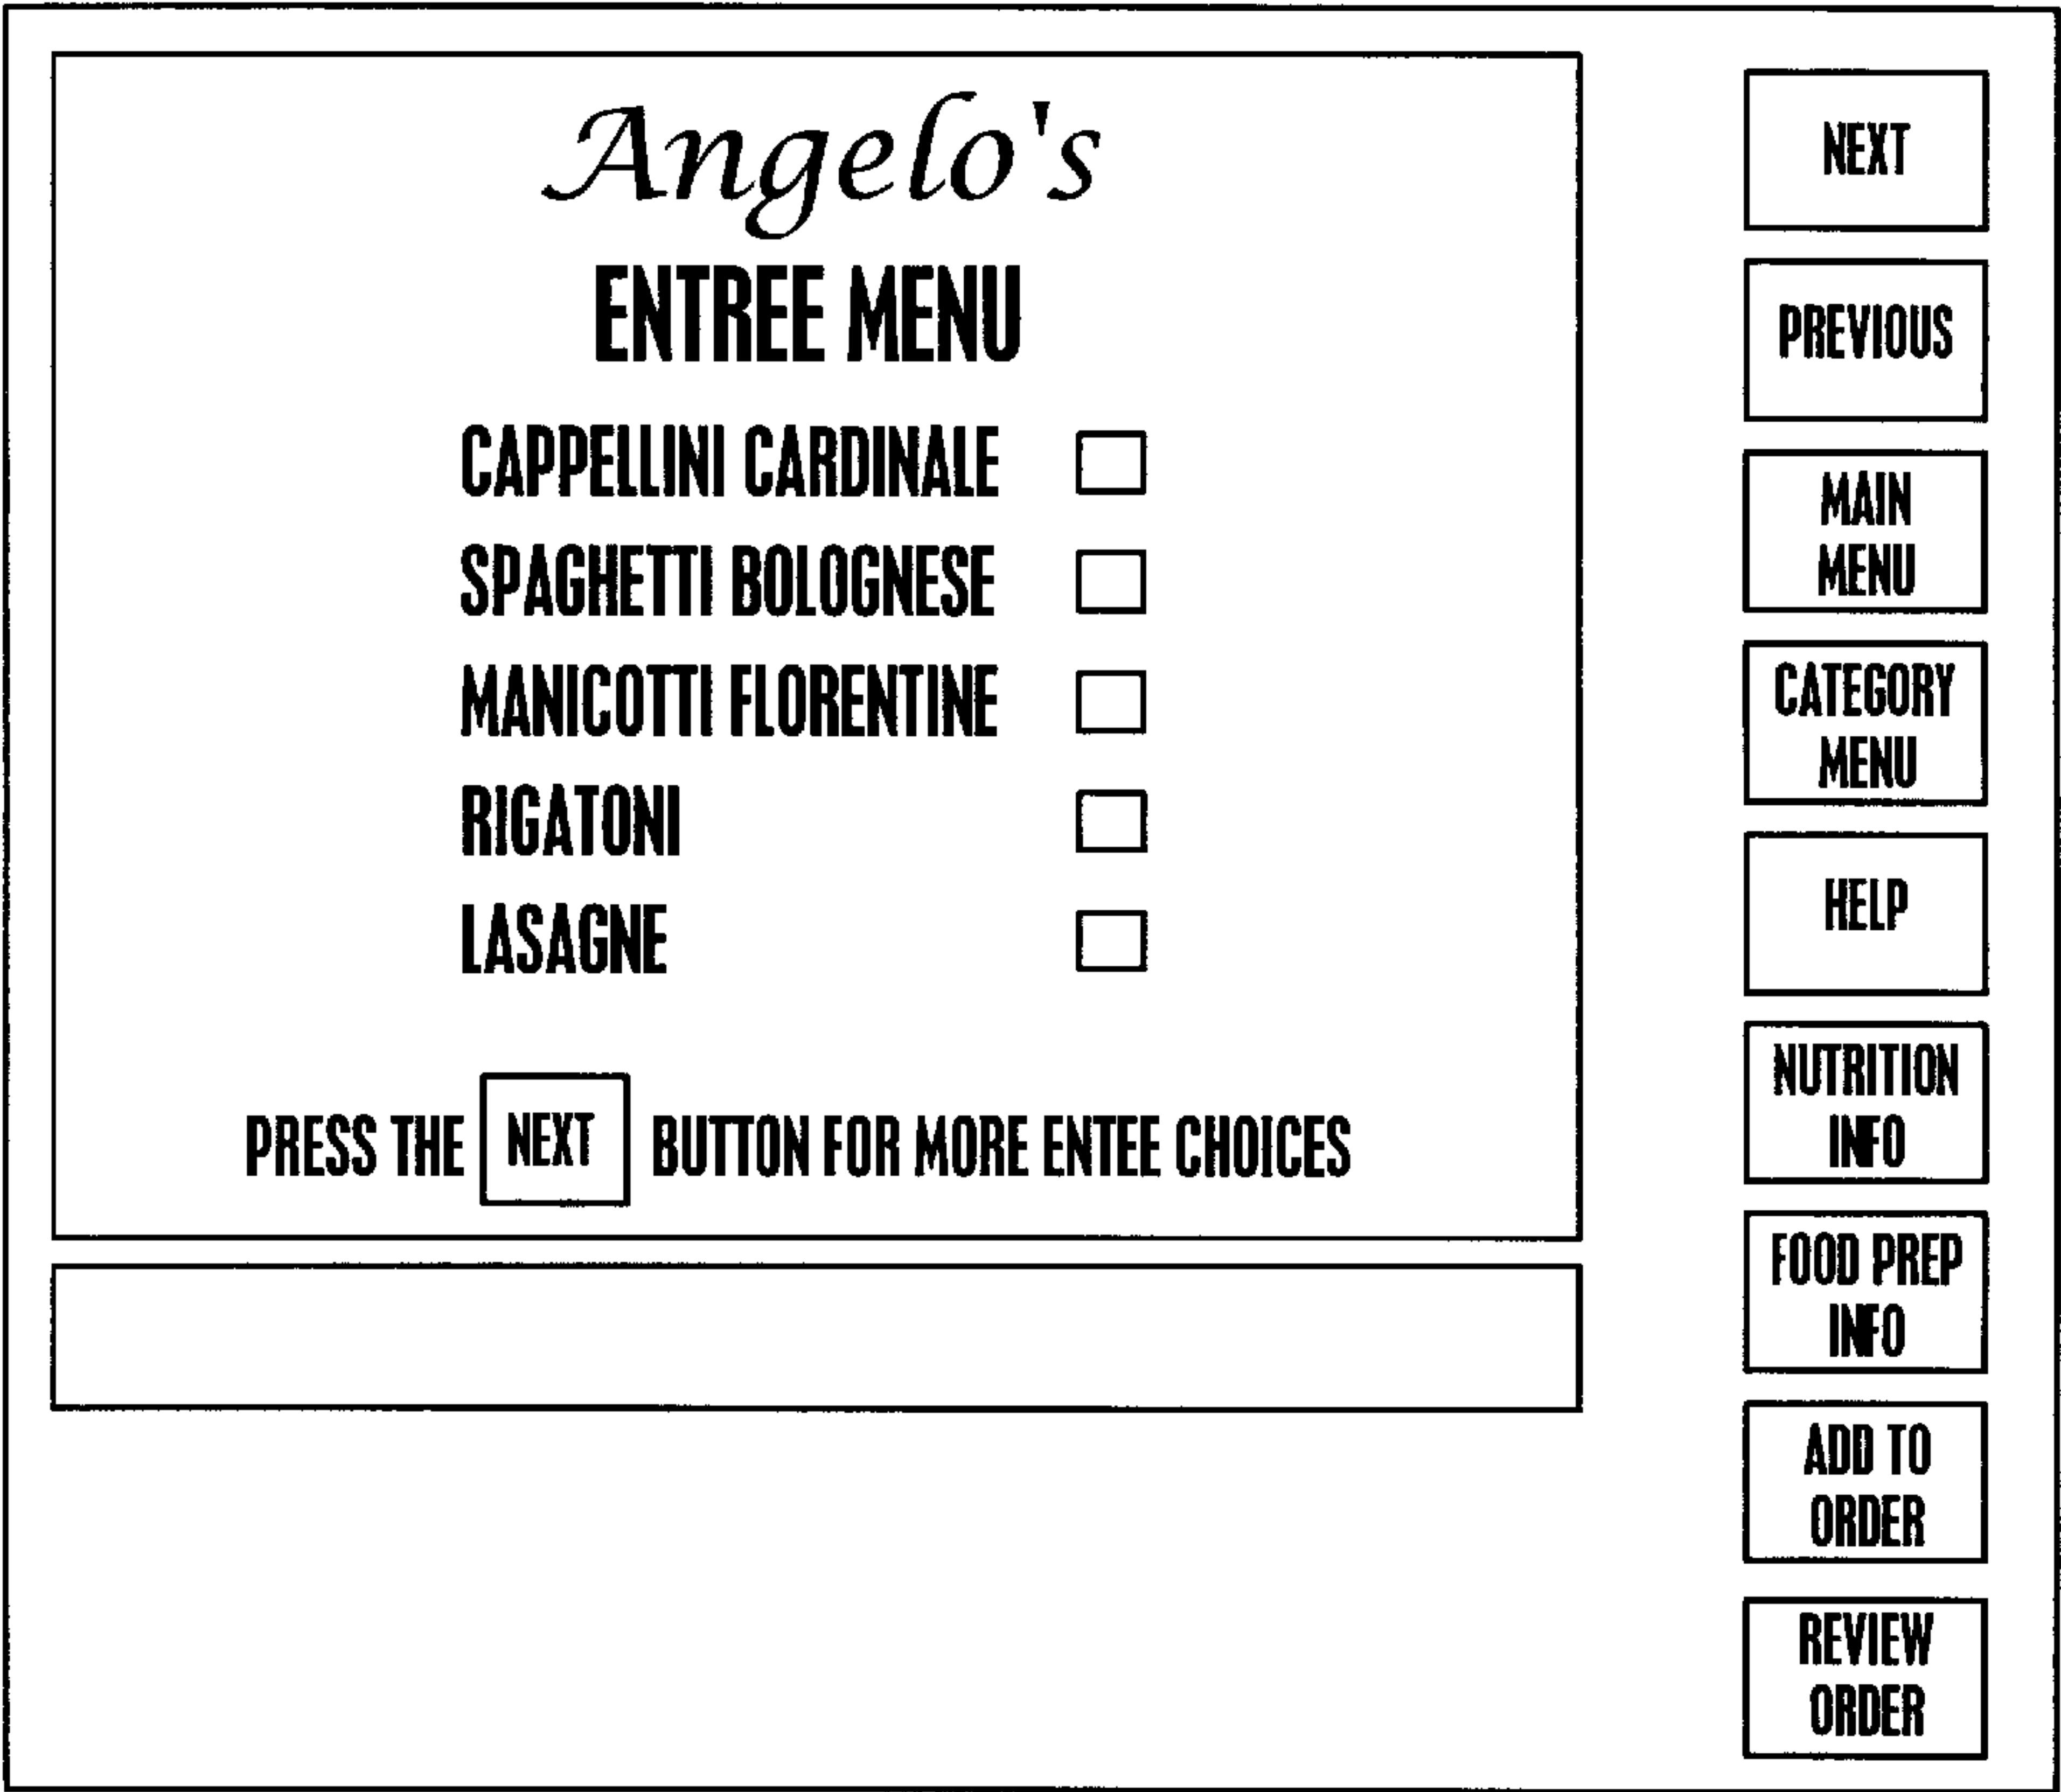 Angelo's
ENTREE MENU
CAPPELLINI CARDINALE
SPAGHETTI BOLOGNESE
MANICOTTI FLORENTINE
RIGATONI
LASAGNE
PRESS THE NEXT BUTTON FOR MORE ENTEE CHOICES
NEXT
PREVIOUS
MAIN
MENU
CATEGORY
MENU
HELP
NUTRITION
INFO
FOOD PREP
INFO
ADD TO
ORDER
REVIEW
ORDER